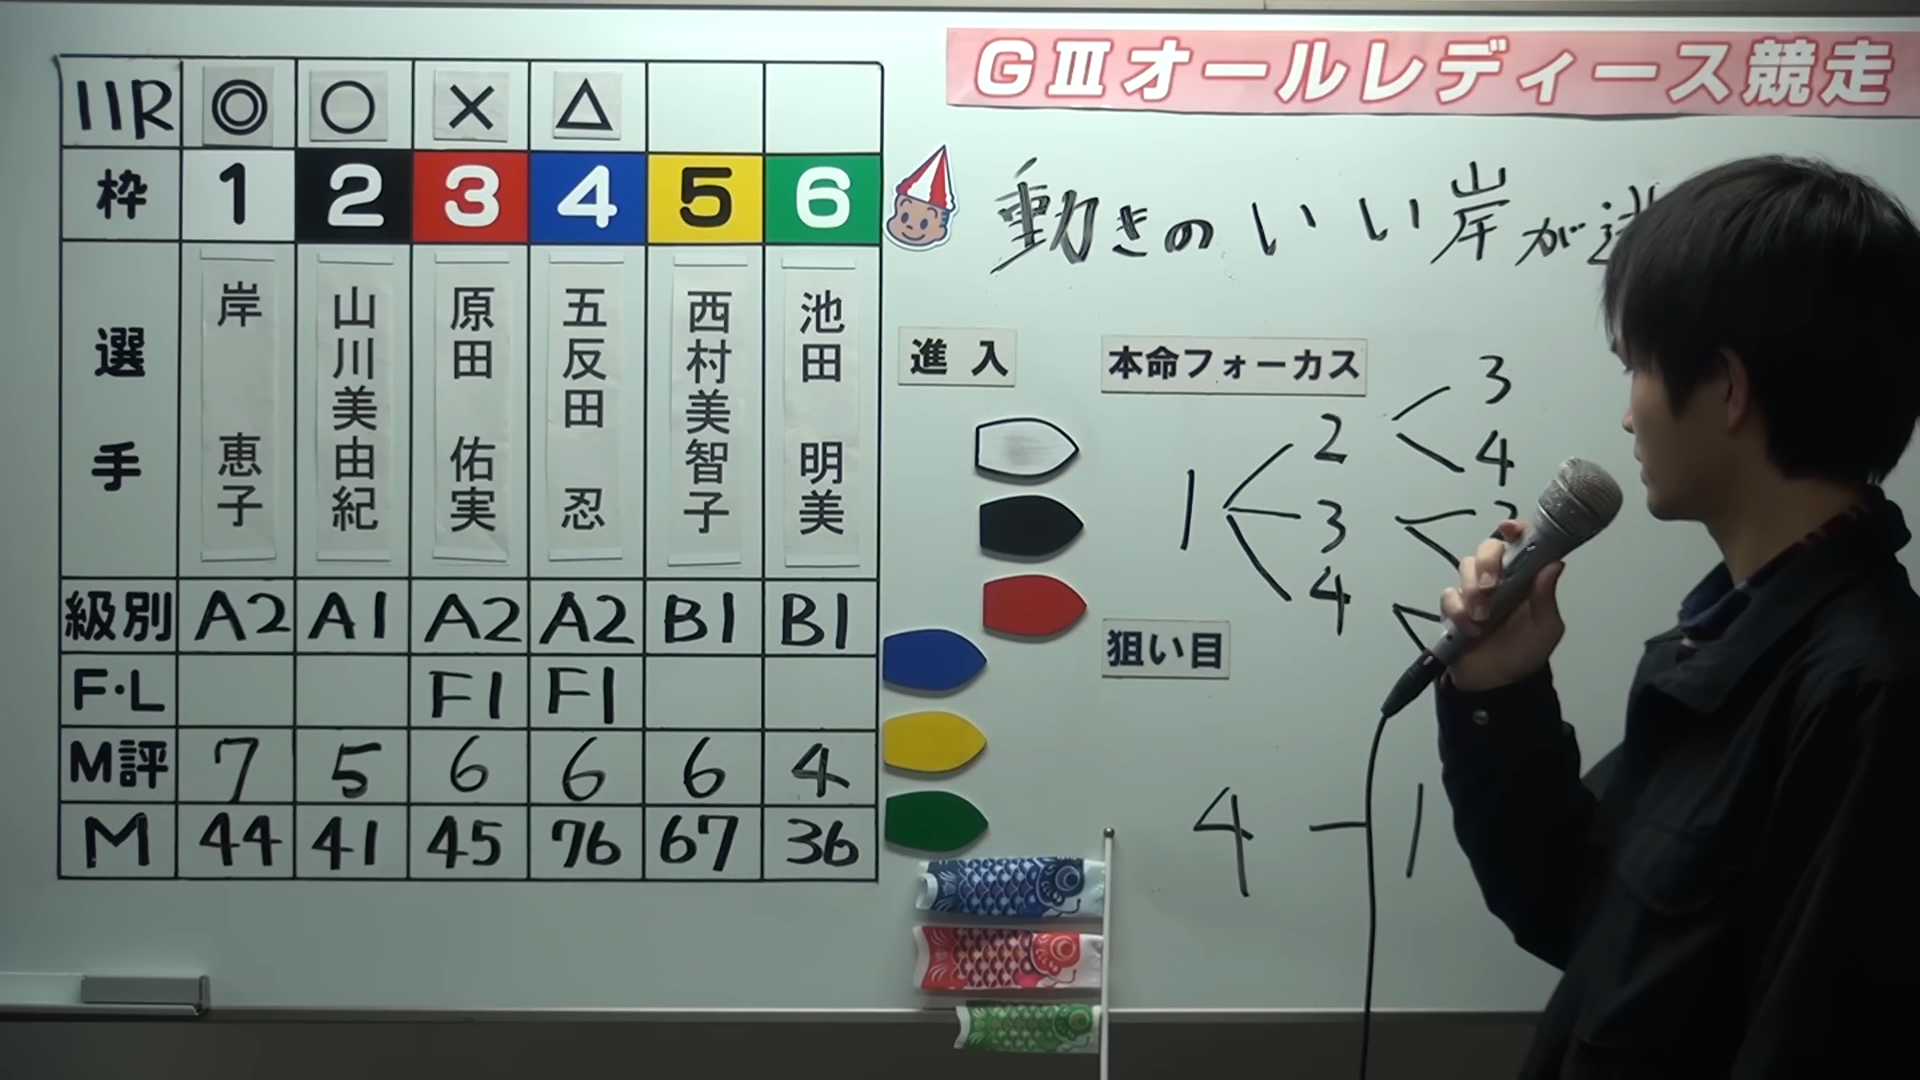 GⅢオールレディース競走
11R ◎ ○ × △
枠 1 2 3 4 5 6
選手 岸恵子 山川美由紀 原田佑実 五反田忍 西村美智子 池田明美
級別 A2 A1 A2 A2 B1 B1
F・L F1 F1
M評 7 5 6 6 6 4
M 44 41 45 76 67 36
動きのいい岸が
進入
本命フォーカス
1 2 3 4
3
4
狙い目
4-1